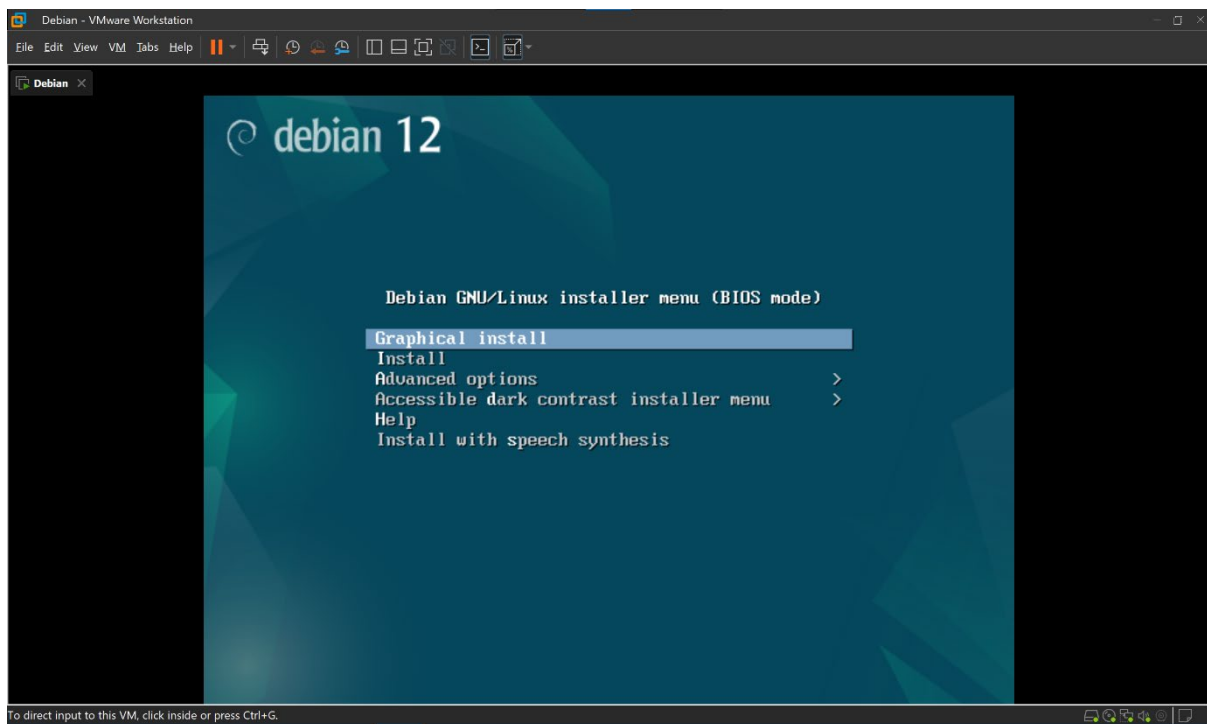 Debian - VMware Workstation
File Edit View VM Tabs Help
Debian
debian 12
Debian GNU/Linux installer menu (BIOS mode)
Graphical install
Install
Advanced options >
Accessible dark contrast installer menu >
Help
Install with speech synthesis
To direct input to this VM, click inside or press Ctrl+G.